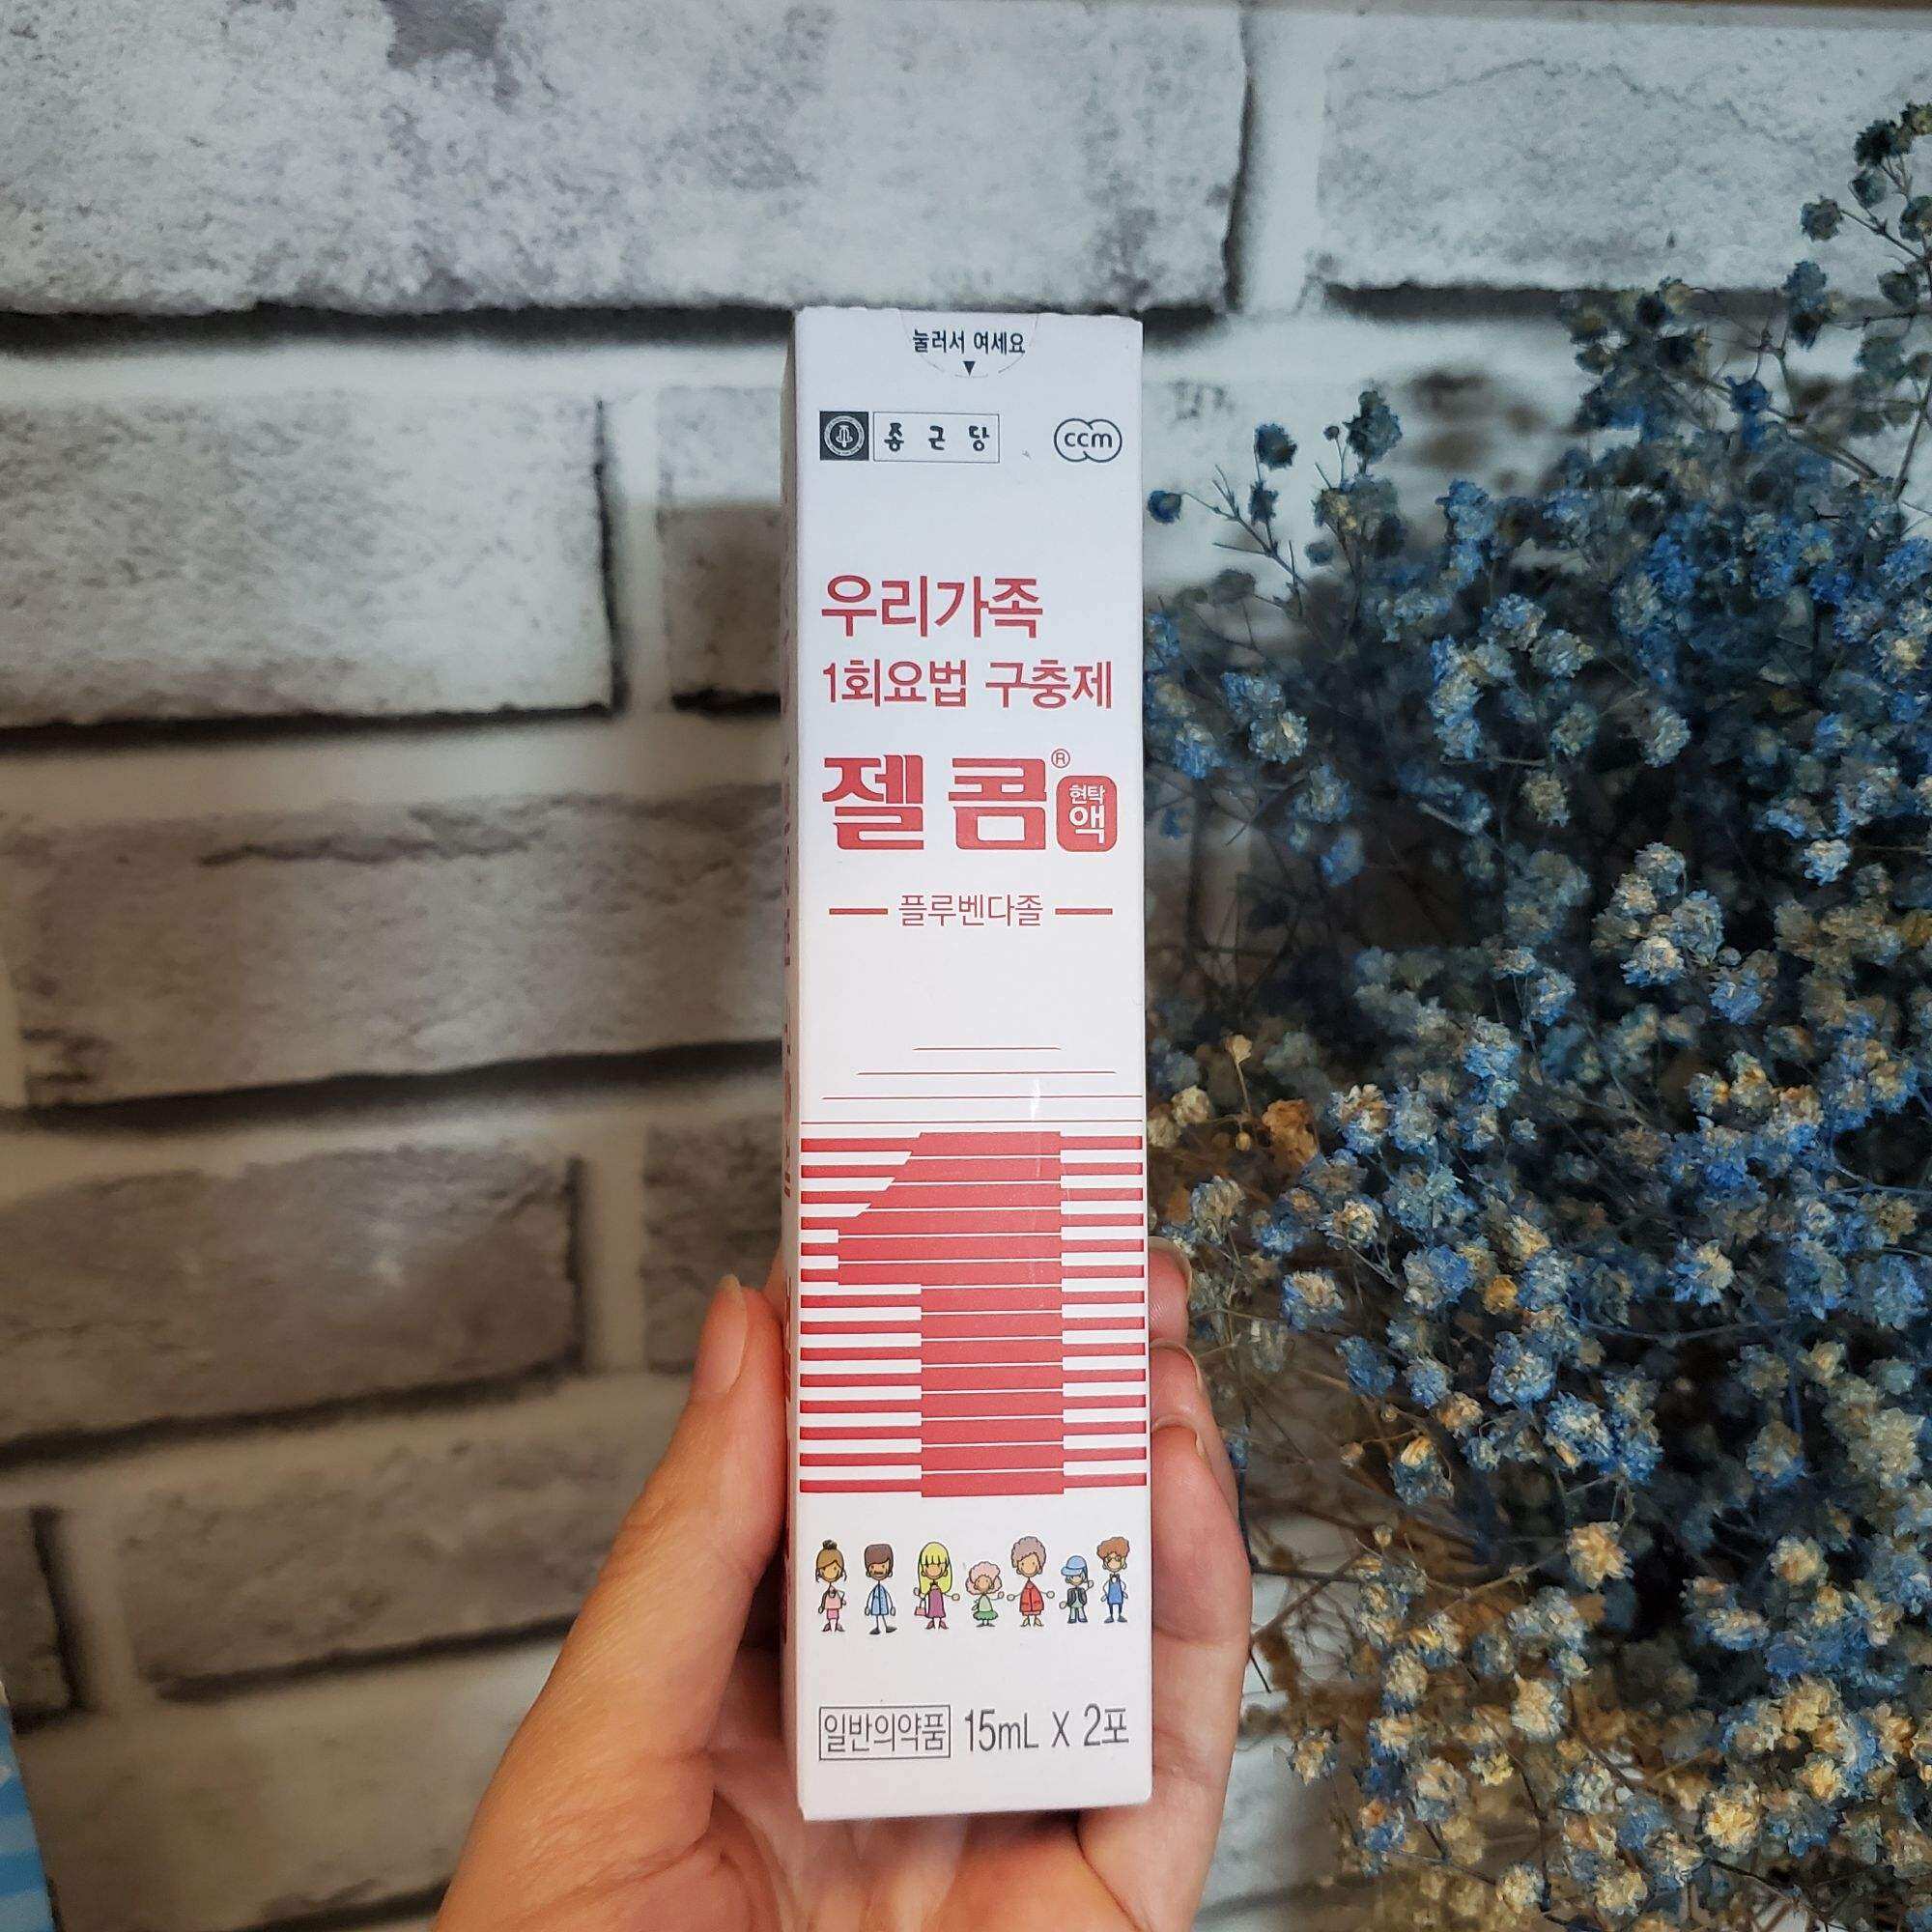 눌러서 여세요
종근당 ccm
우리가족
1회요법 구충제
젤콤® 현탁액
플루벤다졸
일반의약품 15mL X 2포